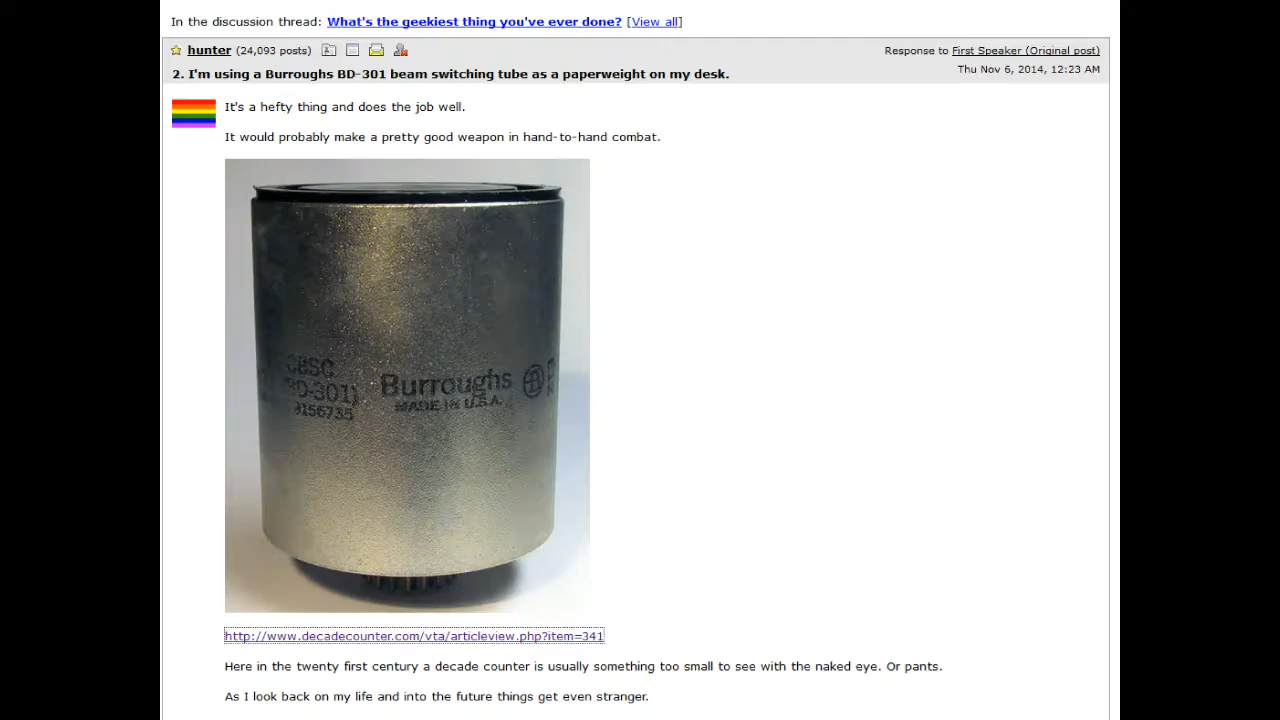 In the discussion thread: What's the geekiest thing you've ever done? [View all]
hunter (24,093 posts)
Response to First Speaker (Original post)
2. I'm using a Burroughs BD-301 beam switching tube as a paperweight on my desk.
Thu Nov 6, 2014, 12:23 AM
It's a hefty thing and does the job well.
It would probably make a pretty good weapon in hand-to-hand combat.
BD-301)
Burroughs
MADE IN U.S.A.
http://www.decadecounter.com/vta/articleview.php?item=341
Here in the twenty first century a decade counter is usually something too small to see with the naked eye. Or pants.
As I look back on my life and into the future things get even stranger.